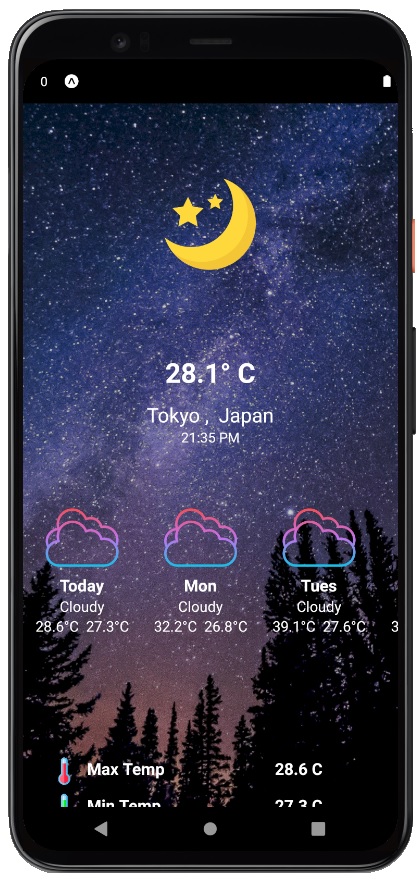 0
28.1° C
Tokyo , Japan
21:35 PM
Today Mon Tues
Cloudy Cloudy Cloudy
28.6°C 27.3°C 32.2°C 26.8°C 39.1°C 27.6°C 3
Max Temp 28.6 C
Min Temp 27.3 C